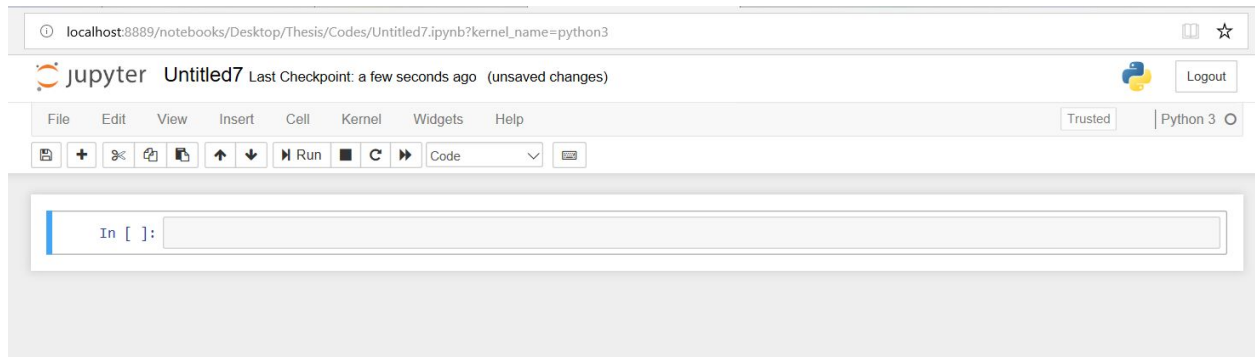 localhost:8889/notebooks/Desktop/Thesis/Codes/Untitled7.ipynb?kernel_name=python3
jupyter Untitled7 Last Checkpoint: a few seconds ago (unsaved changes) Logout
File Edit View Insert Cell Kernel Widgets Help Trusted Python 3
Run Code
In [ ]: